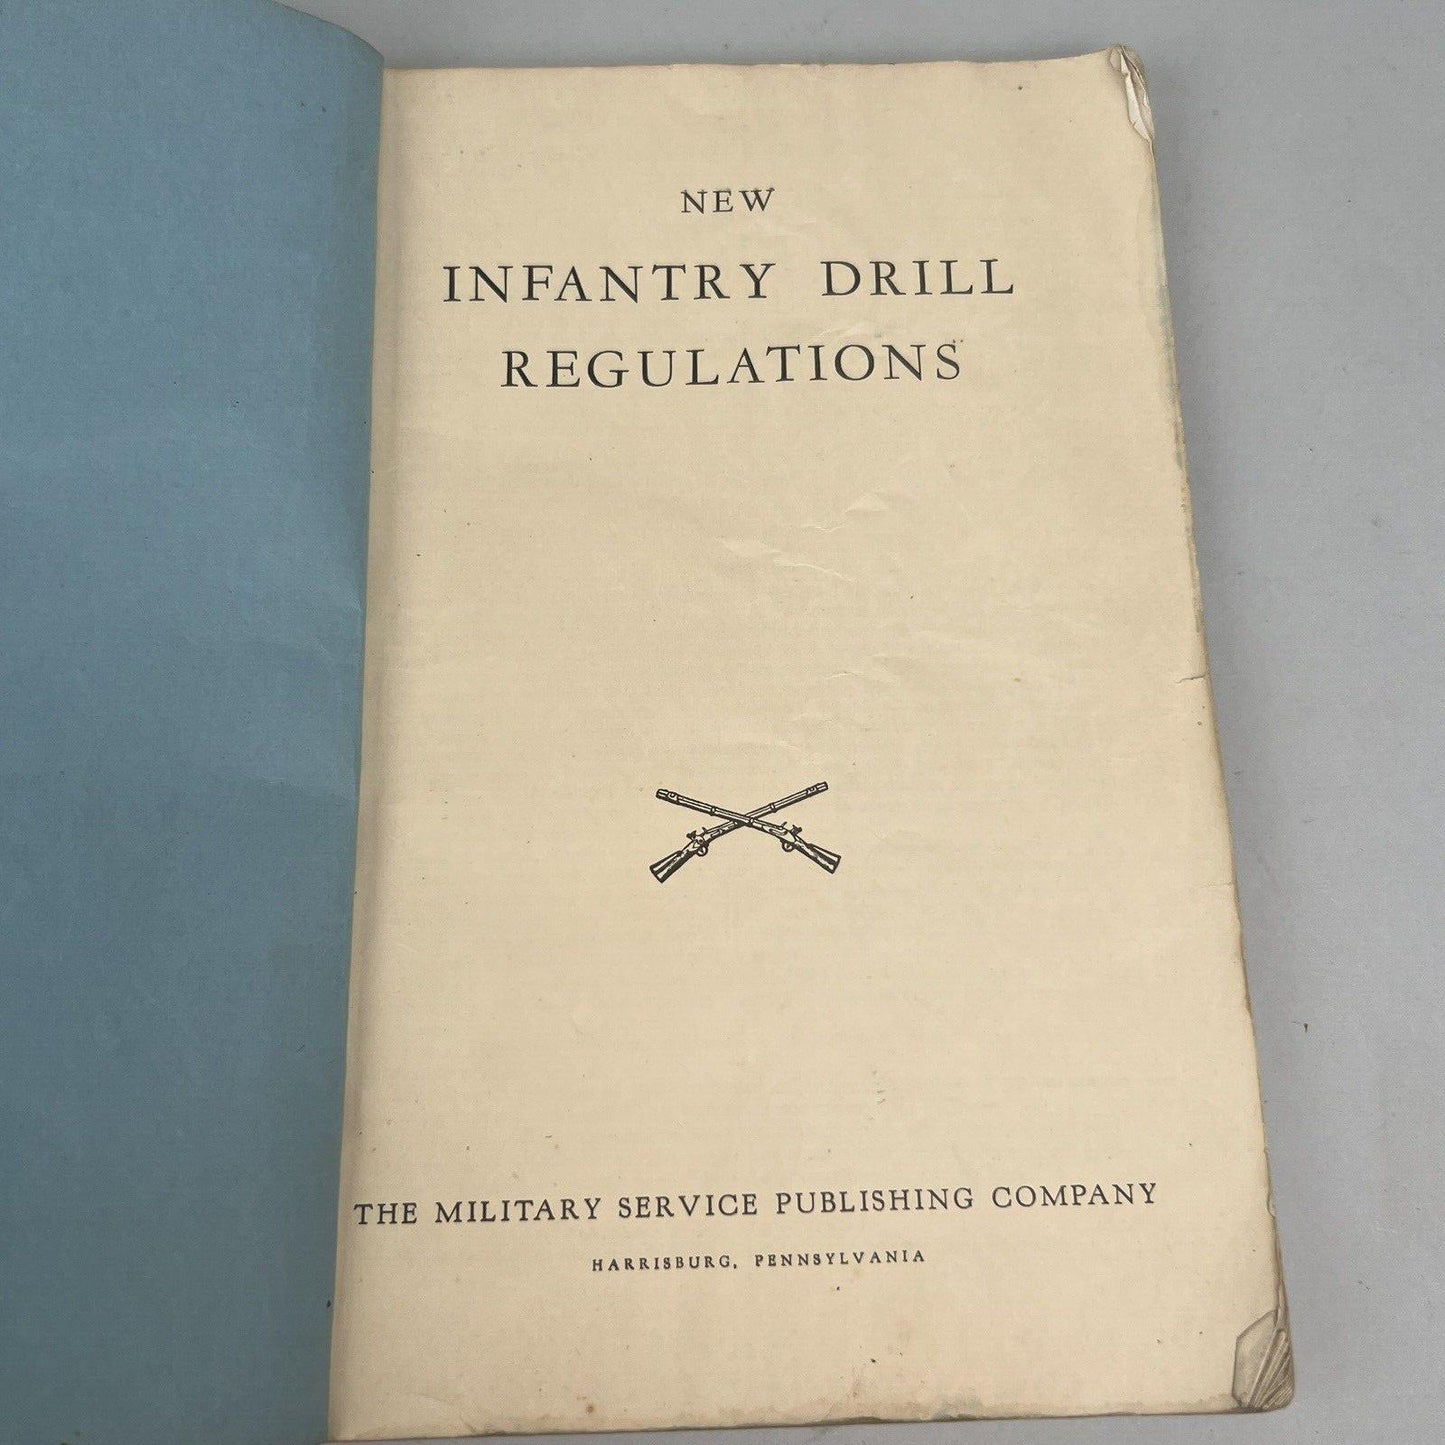 NEW
INFANTRY DRILL
REGULATIONS
THE MILITARY SERVICE PUBLISHING COMPANY
HARRISBURG, PENNSYLVANIA